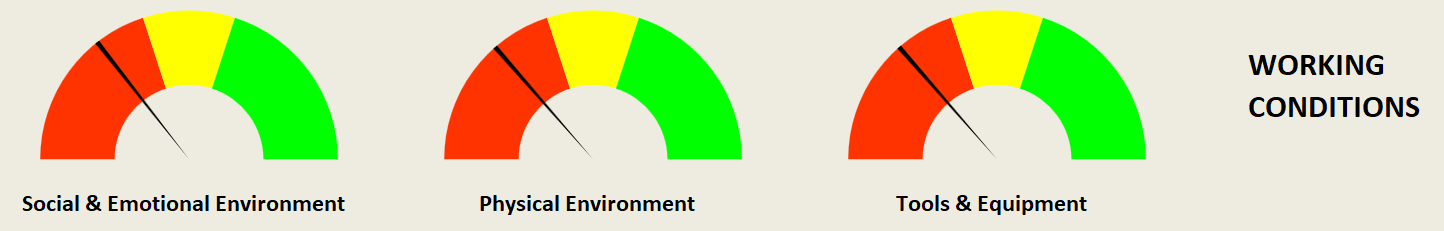 WORKING
CONDITIONS
Social & Emotional Environment
Physical Environment
Tools & Equipment